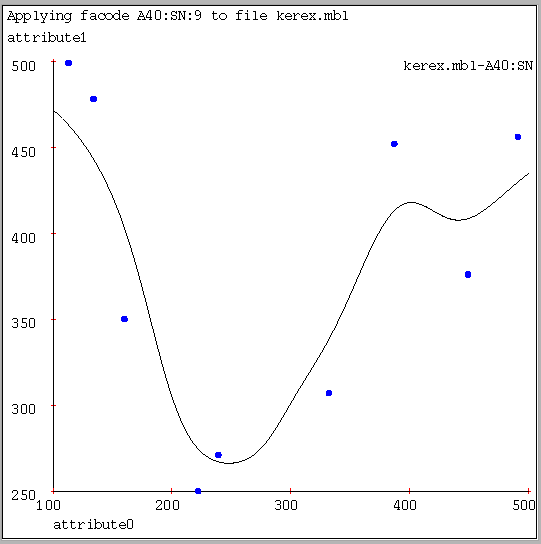 Applying facode A40:SN:9 to file kerex.mbl
attribute1
500
kerex.mbl-A40:SN
450
400
350
300
250
100 200 300 400 500
attribute0